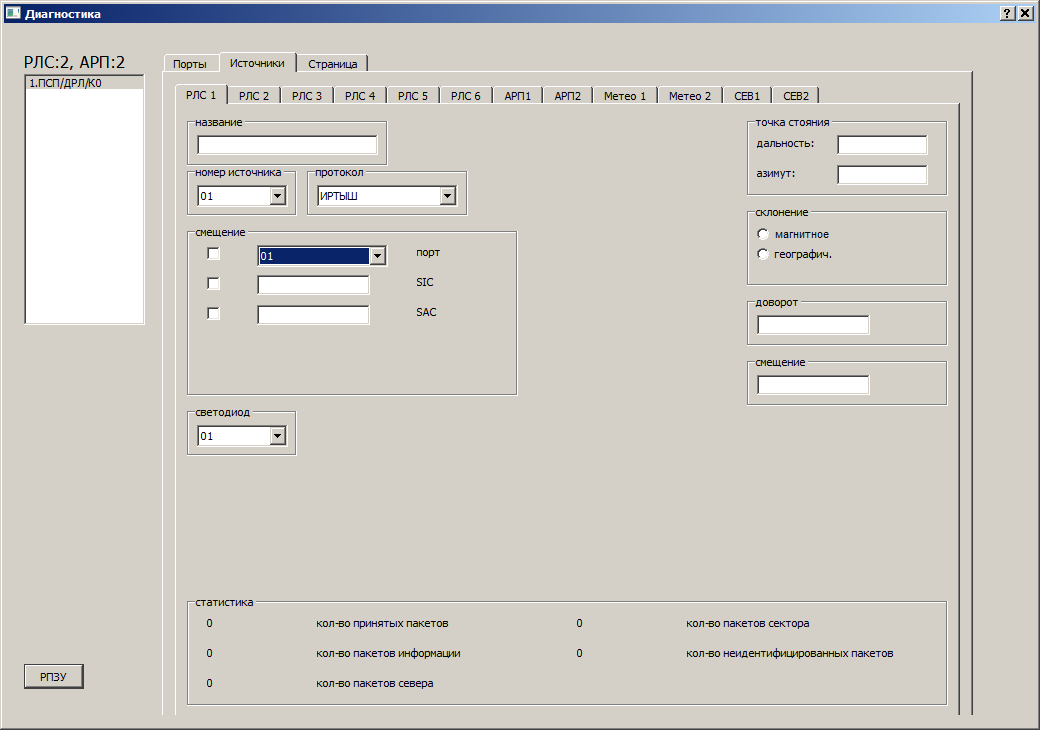 Диагностика
РЛС:2, АРП:2
1.ПСП/ДРЛ/К0
РПЗУ
Порты Источники Страница
РЛС 1 РЛС 2 РЛС 3 РЛС 4 РЛС 5 РЛС 6 АРП1 АРП2 Метео 1 Метео 2 СЕВ1 СЕВ2
название
номер источника протокол
01 ИРТЫШ
смещение
01 порт
SIC
SAC
светодиод
01
точка стояния
дальность:
азимут:
склонение
магнитное
географич.
доворот
смещение
статистика
0 кол-во принятых пакетов 0 кол-во пакетов сектора
0 кол-во пакетов информации 0 кол-во неидентифицированных пакетов
0 кол-во пакетов севера